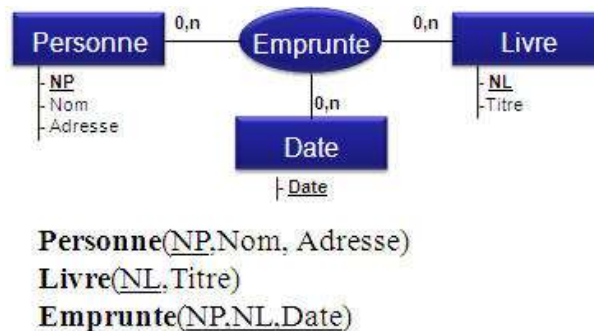 0,n 0,n
Personne Emprunte Livre
- NP
- Nom
- Adresse
- NL
-Titre
0,n
Date
- Date
Personne(NP,Nom, Adresse)
Livre(NL,Titre)
Emprunte(NP,NL,Date)